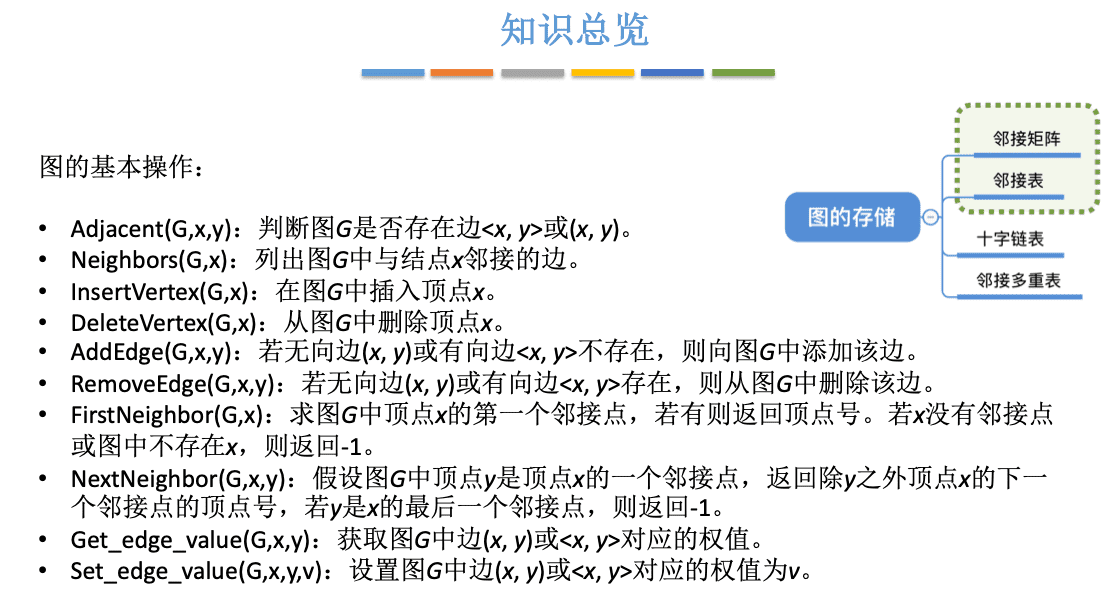 知识总览
图的基本操作：
• Adjacent(G,x,y)：判断图G是否存在边<x, y>或(x, y)。
• Neighbors(G,x)：列出图G中与结点x邻接的边。
• InsertVertex(G,x)：在图G中插入顶点x。
• DeleteVertex(G,x)：从图G中删除顶点x。
• AddEdge(G,x,y)：若无向边(x, y)或有向边<x, y>不存在，则向图G中添加该边。
• RemoveEdge(G,x,y)：若无向边(x, y)或有向边<x, y>存在，则从图G中删除该边。
• FirstNeighbor(G,x)：求图G中顶点x的第一个邻接点，若有则返回顶点号。若x没有邻接点
或图中不存在x，则返回-1。
• NextNeighbor(G,x,y)：假设图G中顶点y是顶点x的一个邻接点，返回除y之外顶点x的下一
个邻接点的顶点号，若y是x的最后一个邻接点，则返回-1。
• Get_edge_value(G,x,y)：获取图G中边(x, y)或<x, y>对应的权值。
• Set_edge_value(G,x,y,v)：设置图G中边(x, y)或<x, y>对应的权值为v。
图的存储
邻接矩阵
邻接表
十字链表
邻接多重表